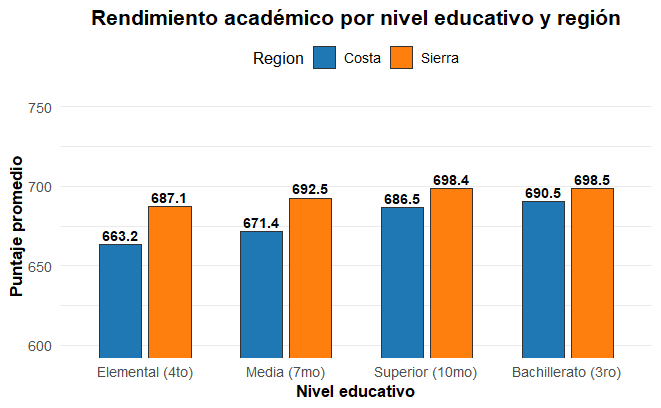 Rendimiento académico por nivel educativo y región
Region Costa Sierra
Puntaje promedio
750
700
650
600
663.2 687.1 671.4 692.5 686.5 698.4 690.5 698.5
Elemental (4to) Media (7mo) Superior (10mo) Bachillerato (3ro)
Nivel educativo